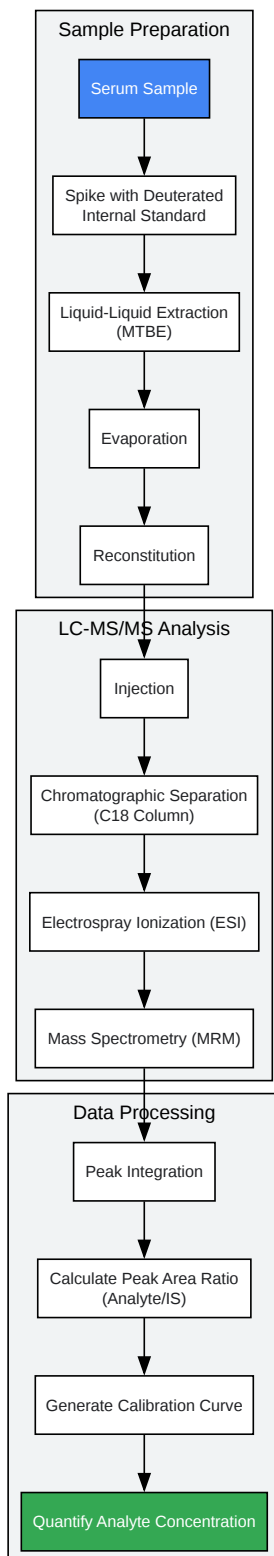 Sample Preparation
Serum Sample
Spike with Deuterated
Internal Standard
Liquid-Liquid Extraction
(MTBE)
Evaporation
Reconstitution
LC-MS/MS Analysis
Injection
Chromatographic Separation
(C18 Column)
Electrospray Ionization (ESI)
Mass Spectrometry (MRM)
Data Processing
Peak Integration
Calculate Peak Area Ratio
(Analyte/IS)
Generate Calibration Curve
Quantify Analyte Concentration